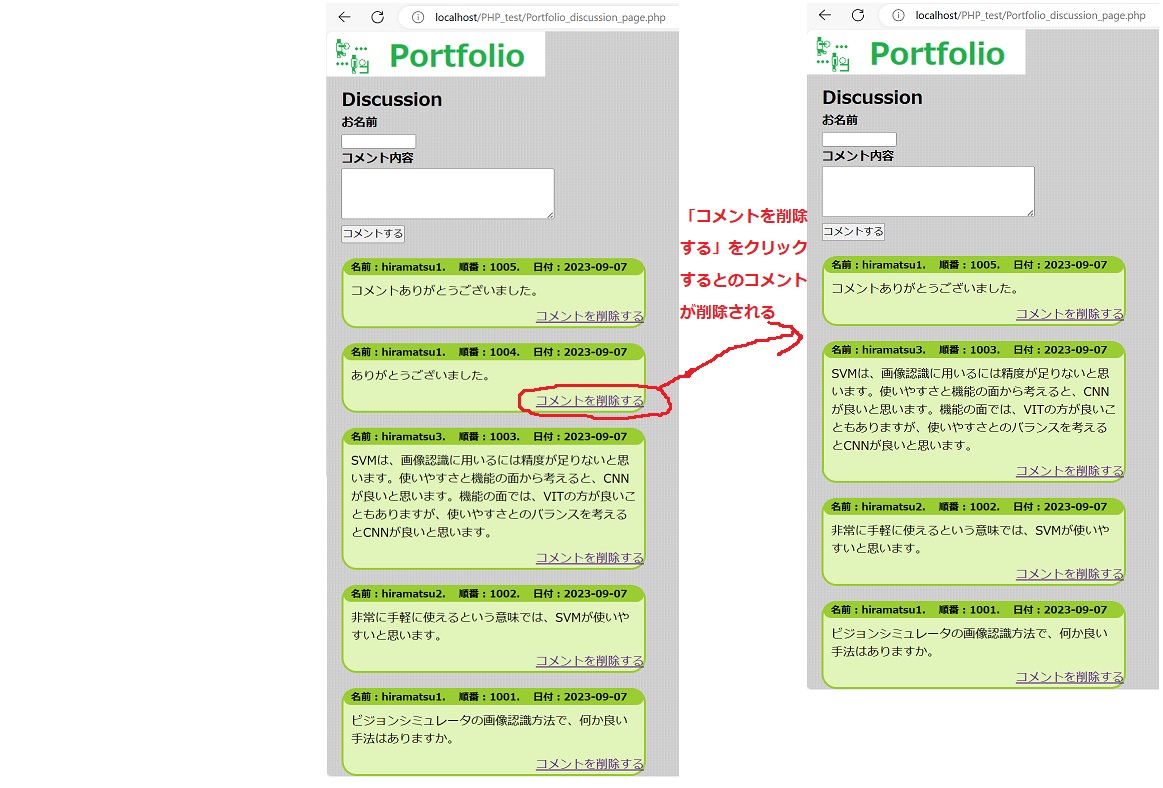 localhost/PHP_test/Portfolio_discussion_page.php
Portfolio
Discussion
お名前
コメント内容
コメントする
名前：hiramatsu1. 順番：1005. 日付：2023-09-07
コメントありがとうございました。
コメントを削除する
名前：hiramatsu1. 順番：1004. 日付：2023-09-07
ありがとうございました。
コメントを削除する
名前：hiramatsu3. 順番：1003. 日付：2023-09-07
SVMは、画像認識に用いるには精度が足りないと思
います。使いやすさと機能の面から考えると、CNN
が良いと思います。機能の面では、VITの方が良いこ
ともありますが、使いやすさとのバランスを考える
とCNNが良いと思います。
コメントを削除する
名前：hiramatsu2. 順番：1002. 日付：2023-09-07
非常に手軽に使えるという意味では、SVMが使いや
すいと思います。
コメントを削除する
名前：hiramatsu1. 順番：1001. 日付：2023-09-07
ビジョンシミュレータの画像認識方法で、何か良い
手法はありますか。
コメントを削除する
「コメントを削除
する」をクリック
するとのコメント
が削除される
localhost/PHP_test/Portfolio_discussion_page.php
Portfolio
Discussion
お名前
コメント内容
コメントする
名前：hiramatsu1. 順番：1005. 日付：2023-09-07
コメントありがとうございました。
コメントを削除する
名前：hiramatsu3. 順番：1003. 日付：2023-09-07
SVMは、画像認識に用いるには精度が足りないと思
います。使いやすさと機能の面から考えると、CNN
が良いと思います。機能の面では、VITの方が良いこ
ともありますが、使いやすさとのバランスを考える
とCNNが良いと思います。
コメントを削除する
名前：hiramatsu2. 順番：1002. 日付：2023-09-07
非常に手軽に使えるという意味では、SVMが使いや
すいと思います。
コメントを削除する
名前：hiramatsu1. 順番：1001. 日付：2023-09-07
ビジョンシミュレータの画像認識方法で、何か良い
手法はありますか。
コメントを削除する